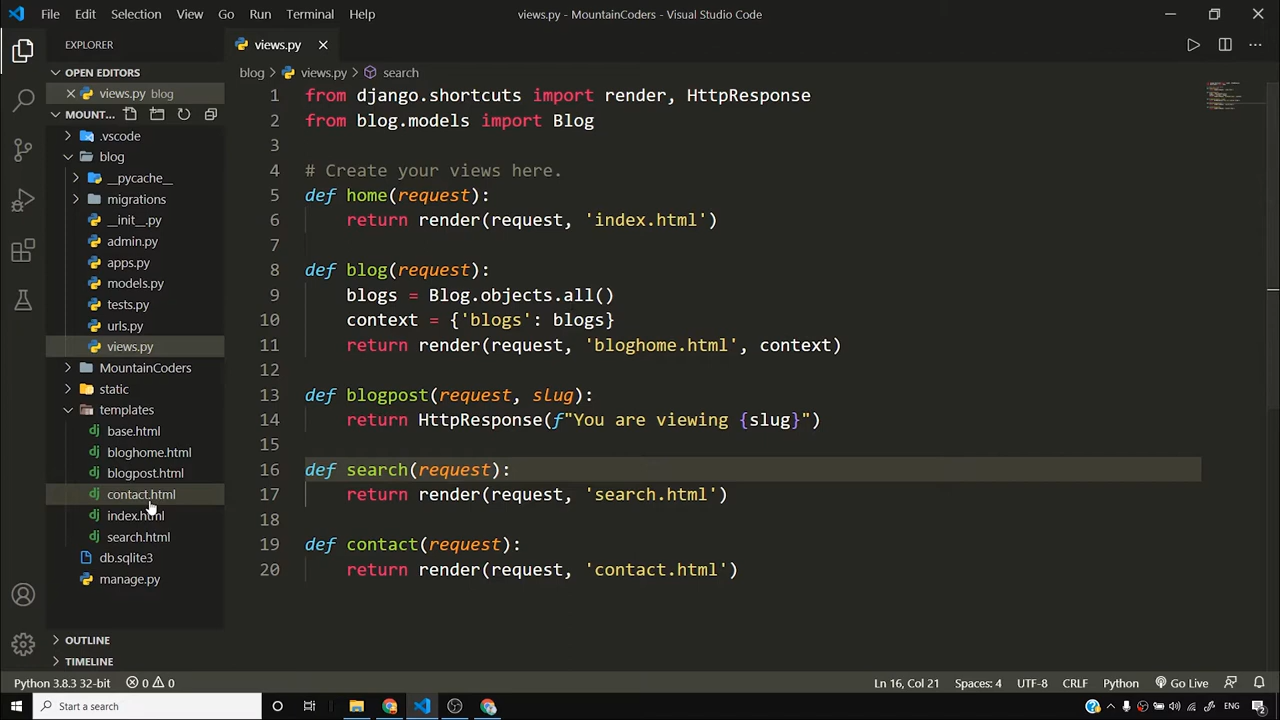 File Edit Selection View Go Run Terminal Help
views.py - MountainCoders - Visual Studio Code
EXPLORER
OPEN EDITORS
views.py blog
MOUNT...
.vscode
blog
__pycache__
migrations
__init__.py
admin.py
apps.py
models.py
tests.py
urls.py
views.py
MountainCoders
static
templates
base.html
bloghome.html
blogpost.html
contact.html
index.html
search.html
db.sqlite3
manage.py
OUTLINE
TIMELINE
views.py
blog > views.py > search
1 from django.shortcuts import render, HttpResponse
2 from blog.models import Blog
3
4 # Create your views here.
5 def home(request):
6 return render(request, 'index.html')
7
8 def blog(request):
9 blogs = Blog.objects.all()
10 context = {'blogs': blogs}
11 return render(request, 'bloghome.html', context)
12
13 def blogpost(request, slug):
14 return HttpResponse(f"You are viewing {slug}")
15
16 def search(request):
17 return render(request, 'search.html')
18
19 def contact(request):
20 return render(request, 'contact.html')
Python 3.8.3 32-bit 0 0
Ln 16, Col 21 Spaces: 4 UTF-8 CRLF Python Go Live
Start a search
ENG
2